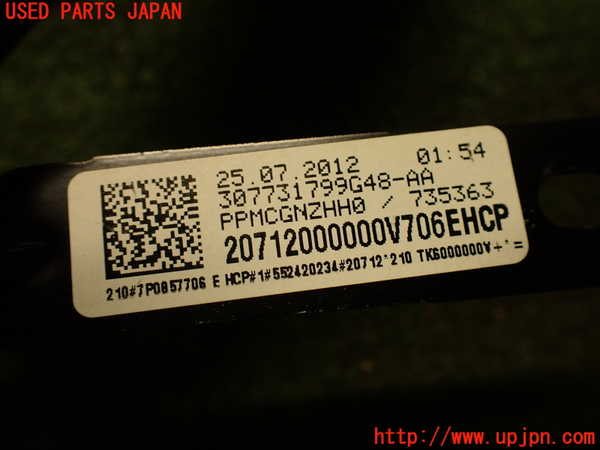 USED PARTS JAPAN
25.07.2012 01:54
307731799G48-AA
PPMCGNZHH0 / 735363
20712000000V706EHCP
210#7P0857706 E HCP#1#552420234#20712*210 TK6000000V+*=
http://www.upjpn.com/